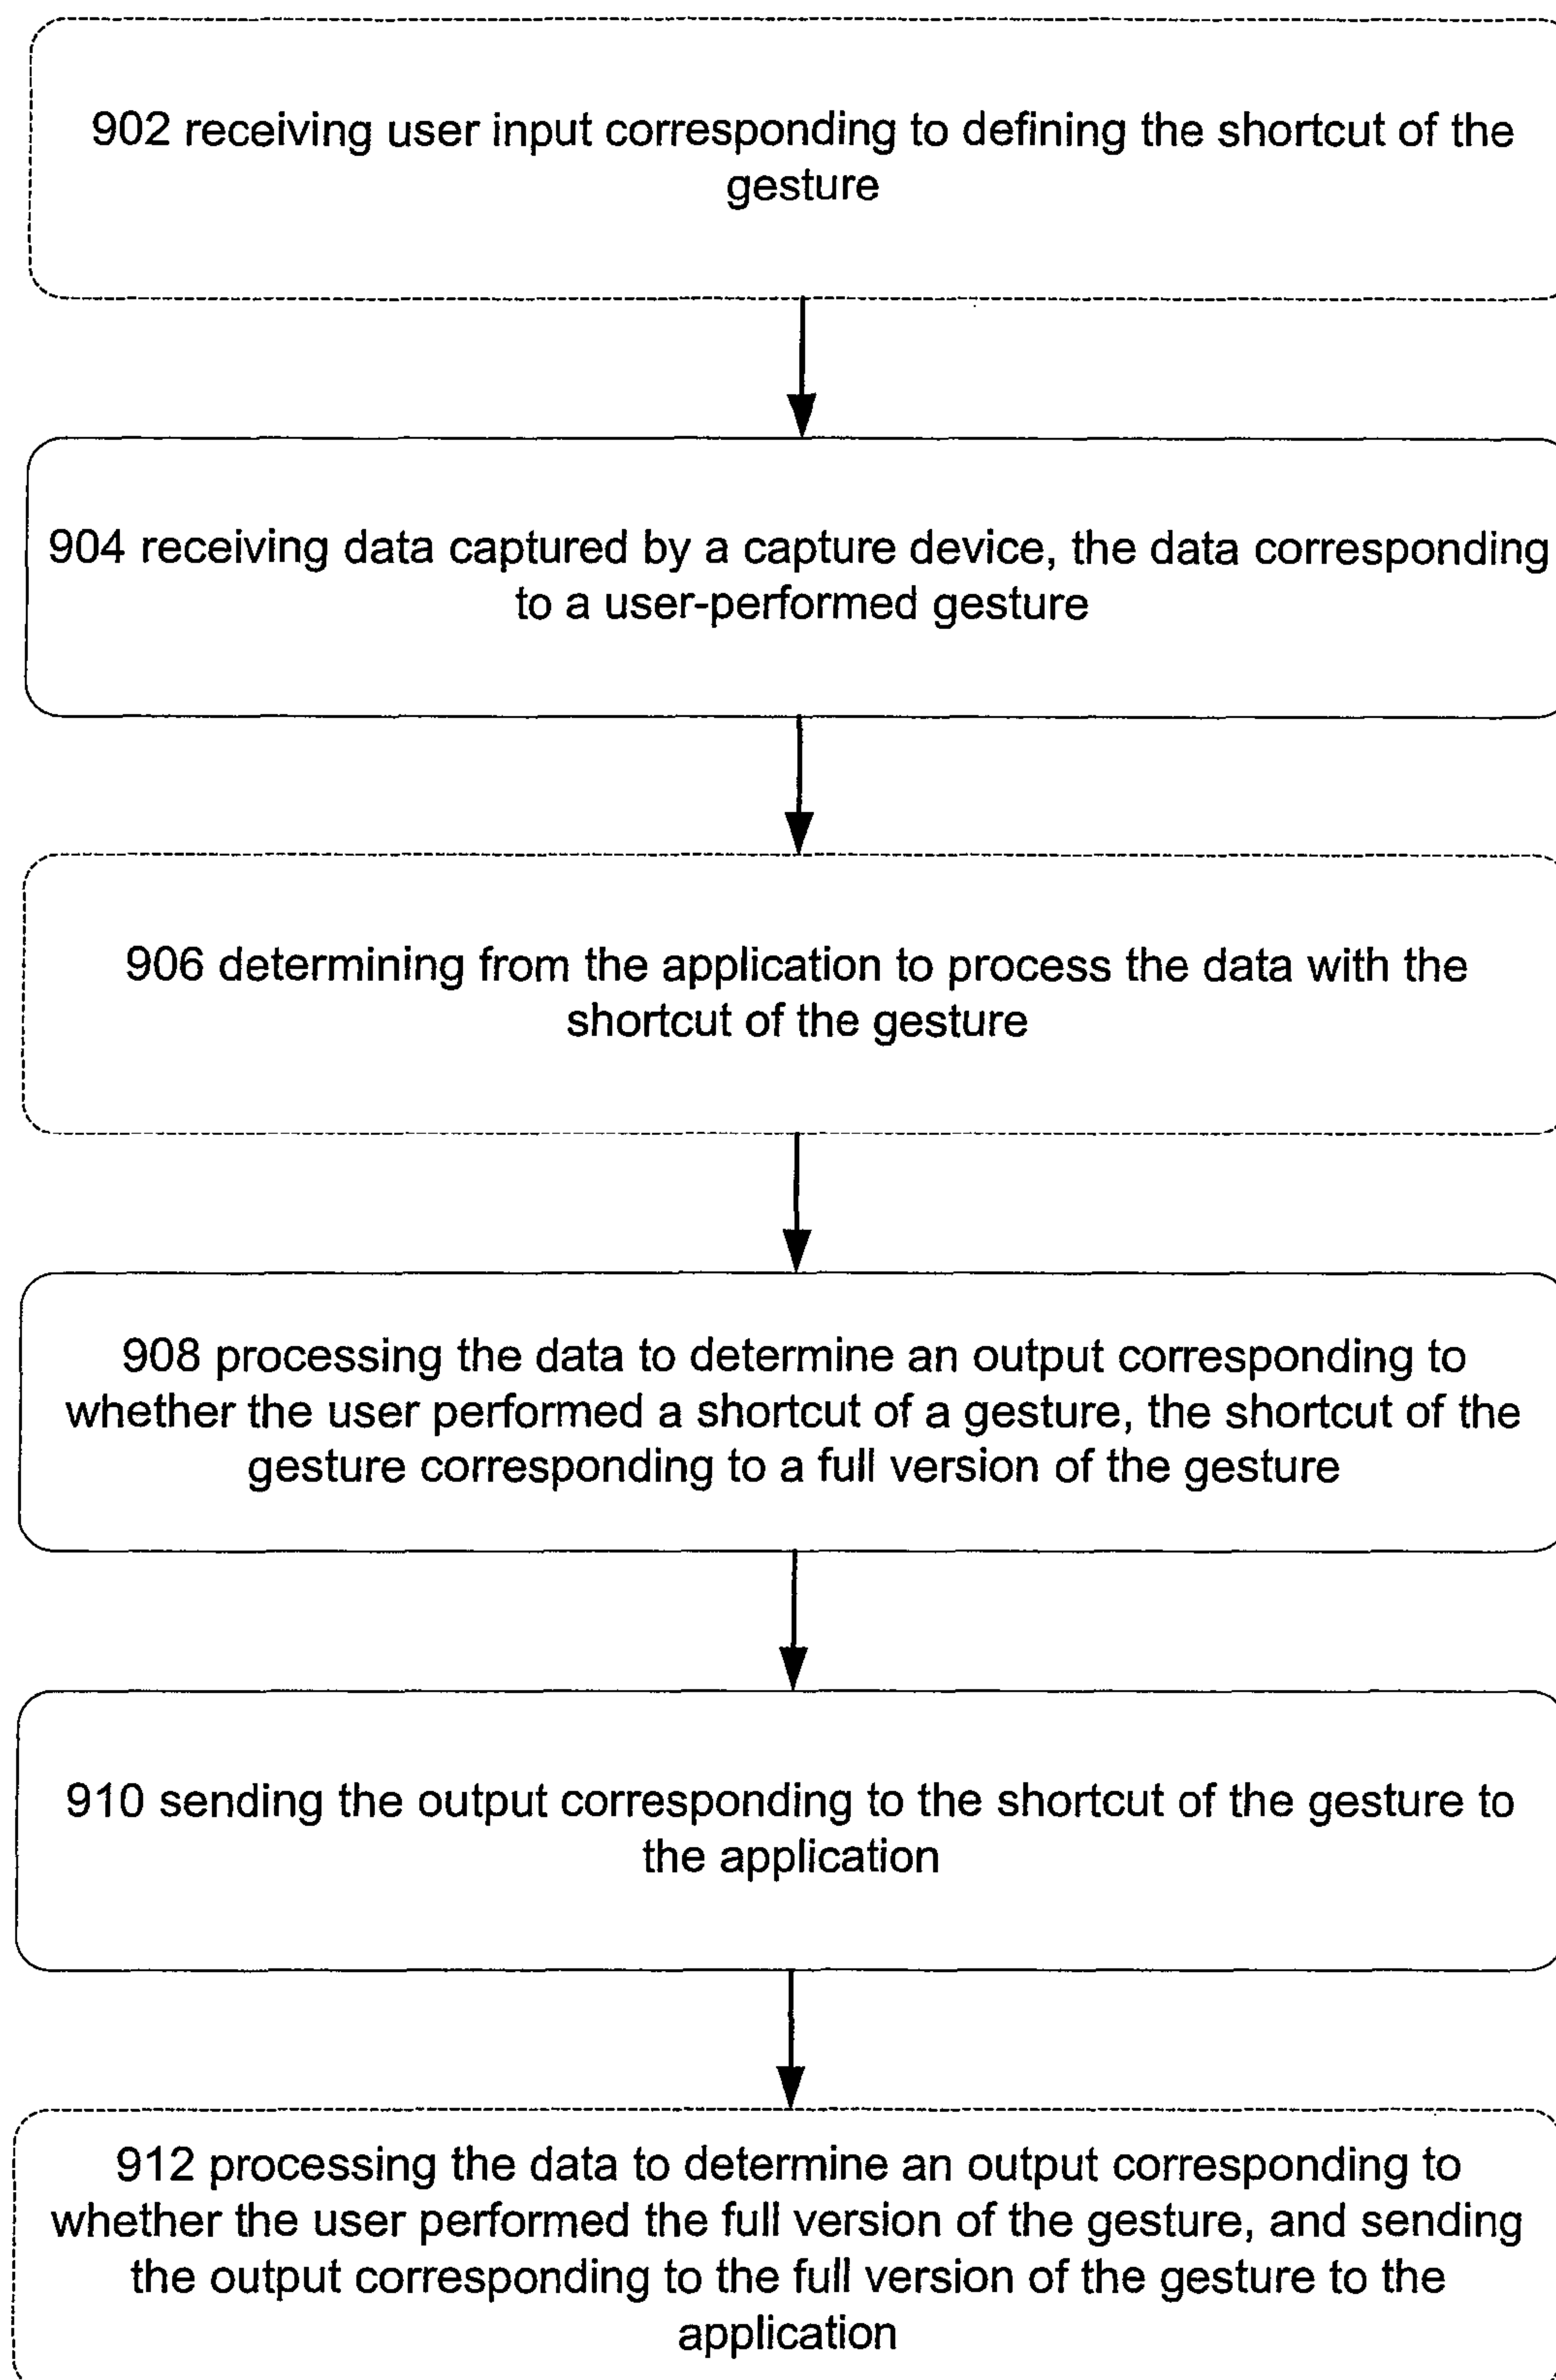 902 receiving user input corresponding to defining the shortcut of the
gesture
904 receiving data captured by a capture device, the data corresponding
to a user-performed gesture
906 determining from the application to process the data with the
shortcut of the gesture
908 processing the data to determine an output corresponding to
whether the user performed a shortcut of a gesture, the shortcut of the
gesture corresponding to a full version of the gesture
910 sending the output corresponding to the shortcut of the gesture to
the application
912 processing the data to determine an output corresponding to
whether the user performed the full version of the gesture, and sending
the output corresponding to the full version of the gesture to the
application